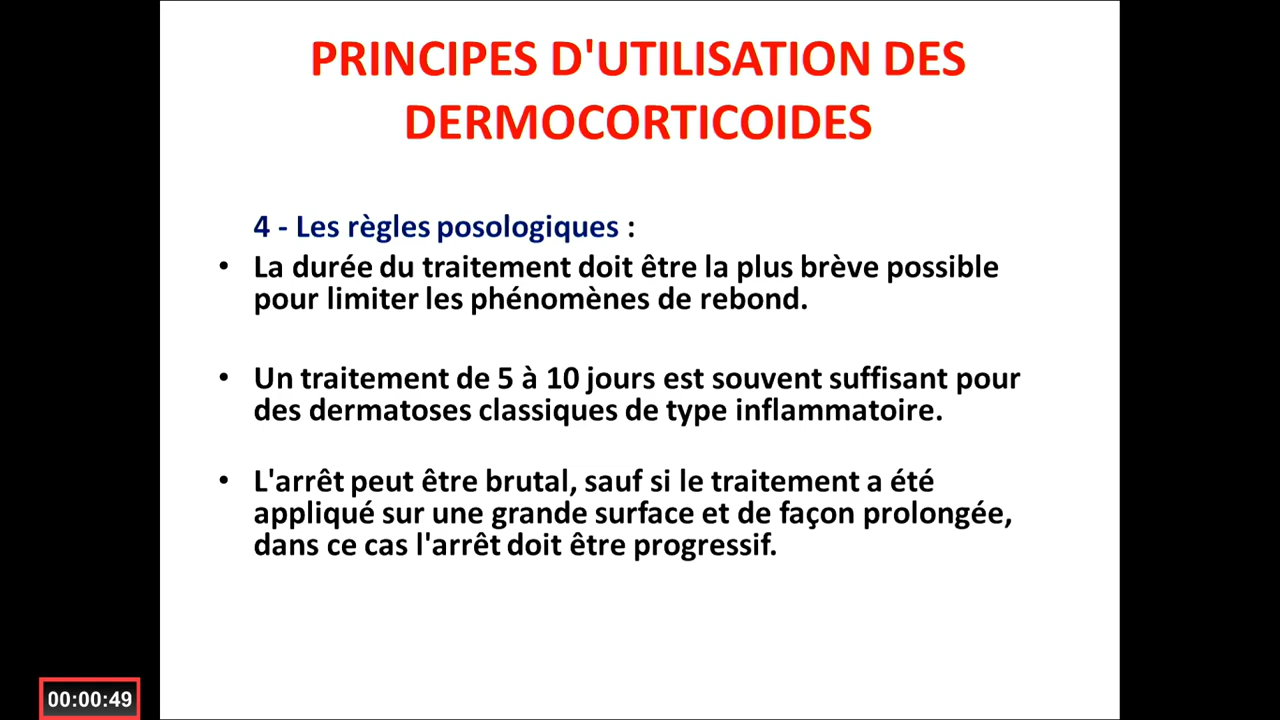 PRINCIPES D'UTILISATION DES
DERMOCORTICOIDES
4 - Les règles posologiques :
• La durée du traitement doit être la plus brève possible
pour limiter les phénomènes de rebond.
• Un traitement de 5 à 10 jours est souvent suffisant pour
des dermatoses classiques de type inflammatoire.
• L'arrêt peut être brutal, sauf si le traitement a été
appliqué sur une grande surface et de façon prolongée,
dans ce cas l'arrêt doit être progressif.
00:00:49